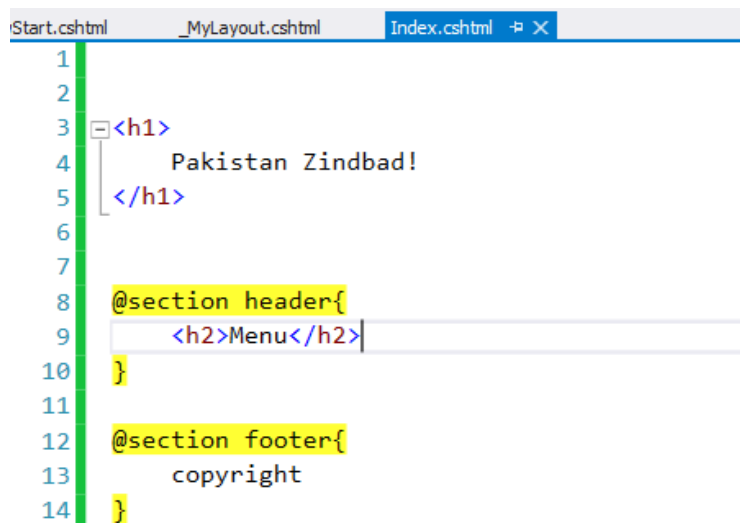 Start.cshtml _MyLayout.cshtml Index.cshtml
1
2
3 <h1>
4 Pakistan Zindbad!
5 </h1>
6
7
8 @section header{
9 <h2>Menu</h2>
10 }
11
12 @section footer{
13 copyright
14 }